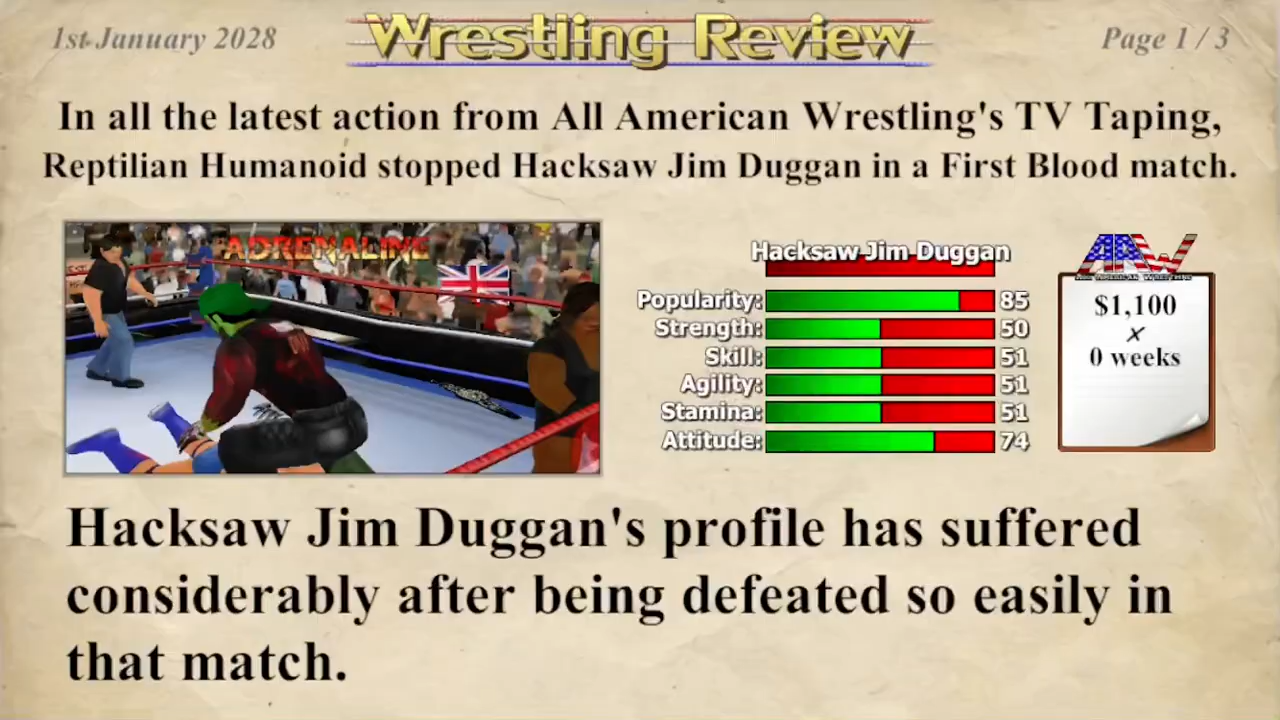 1st January 2028
Wrestling Review
Page 1 / 3
In all the latest action from All American Wrestling's TV Taping,
Reptilian Humanoid stopped Hacksaw Jim Duggan in a First Blood match.
ADRENALINE
Hacksaw Jim Duggan
Popularity: 85
Strength: 50
Skill: 51
Agility: 51
Stamina: 51
Attitude: 74
AAW
$1,100
x
0 weeks
Hacksaw Jim Duggan's profile has suffered
considerably after being defeated so easily in
that match.